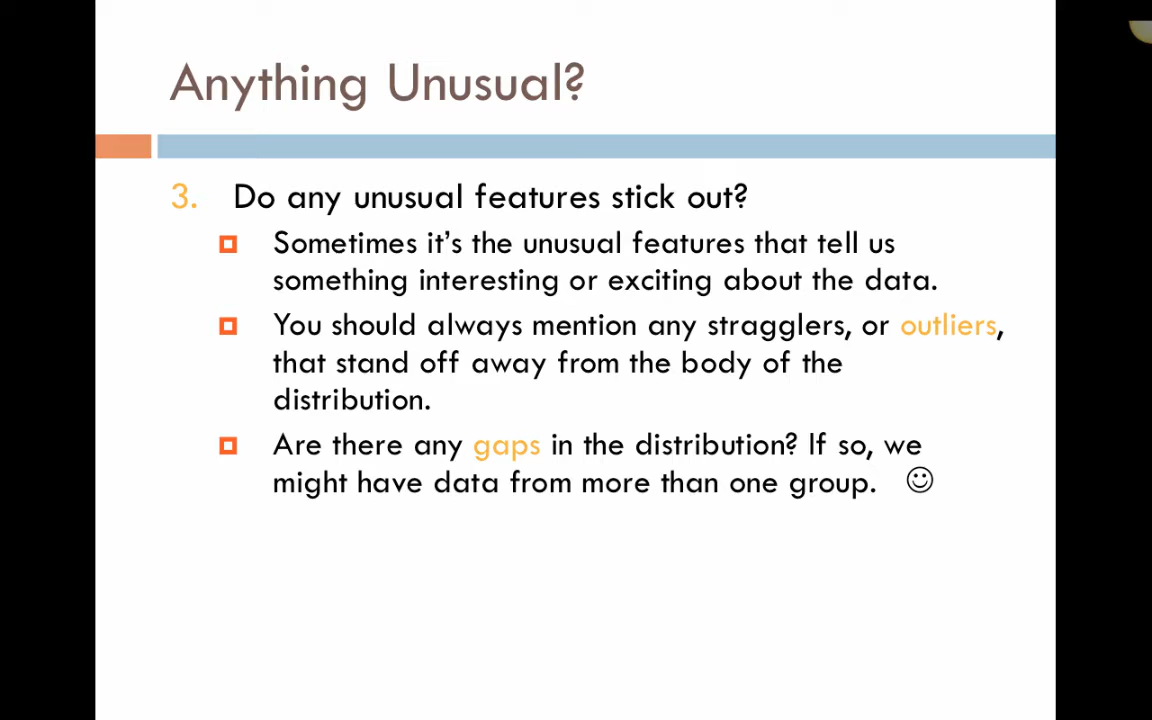 Anything Unusual?
3. Do any unusual features stick out?
Sometimes it's the unusual features that tell us
something interesting or exciting about the data.
You should always mention any stragglers, or outliers,
that stand off away from the body of the
distribution.
Are there any gaps in the distribution? If so, we
might have data from more than one group. ☺